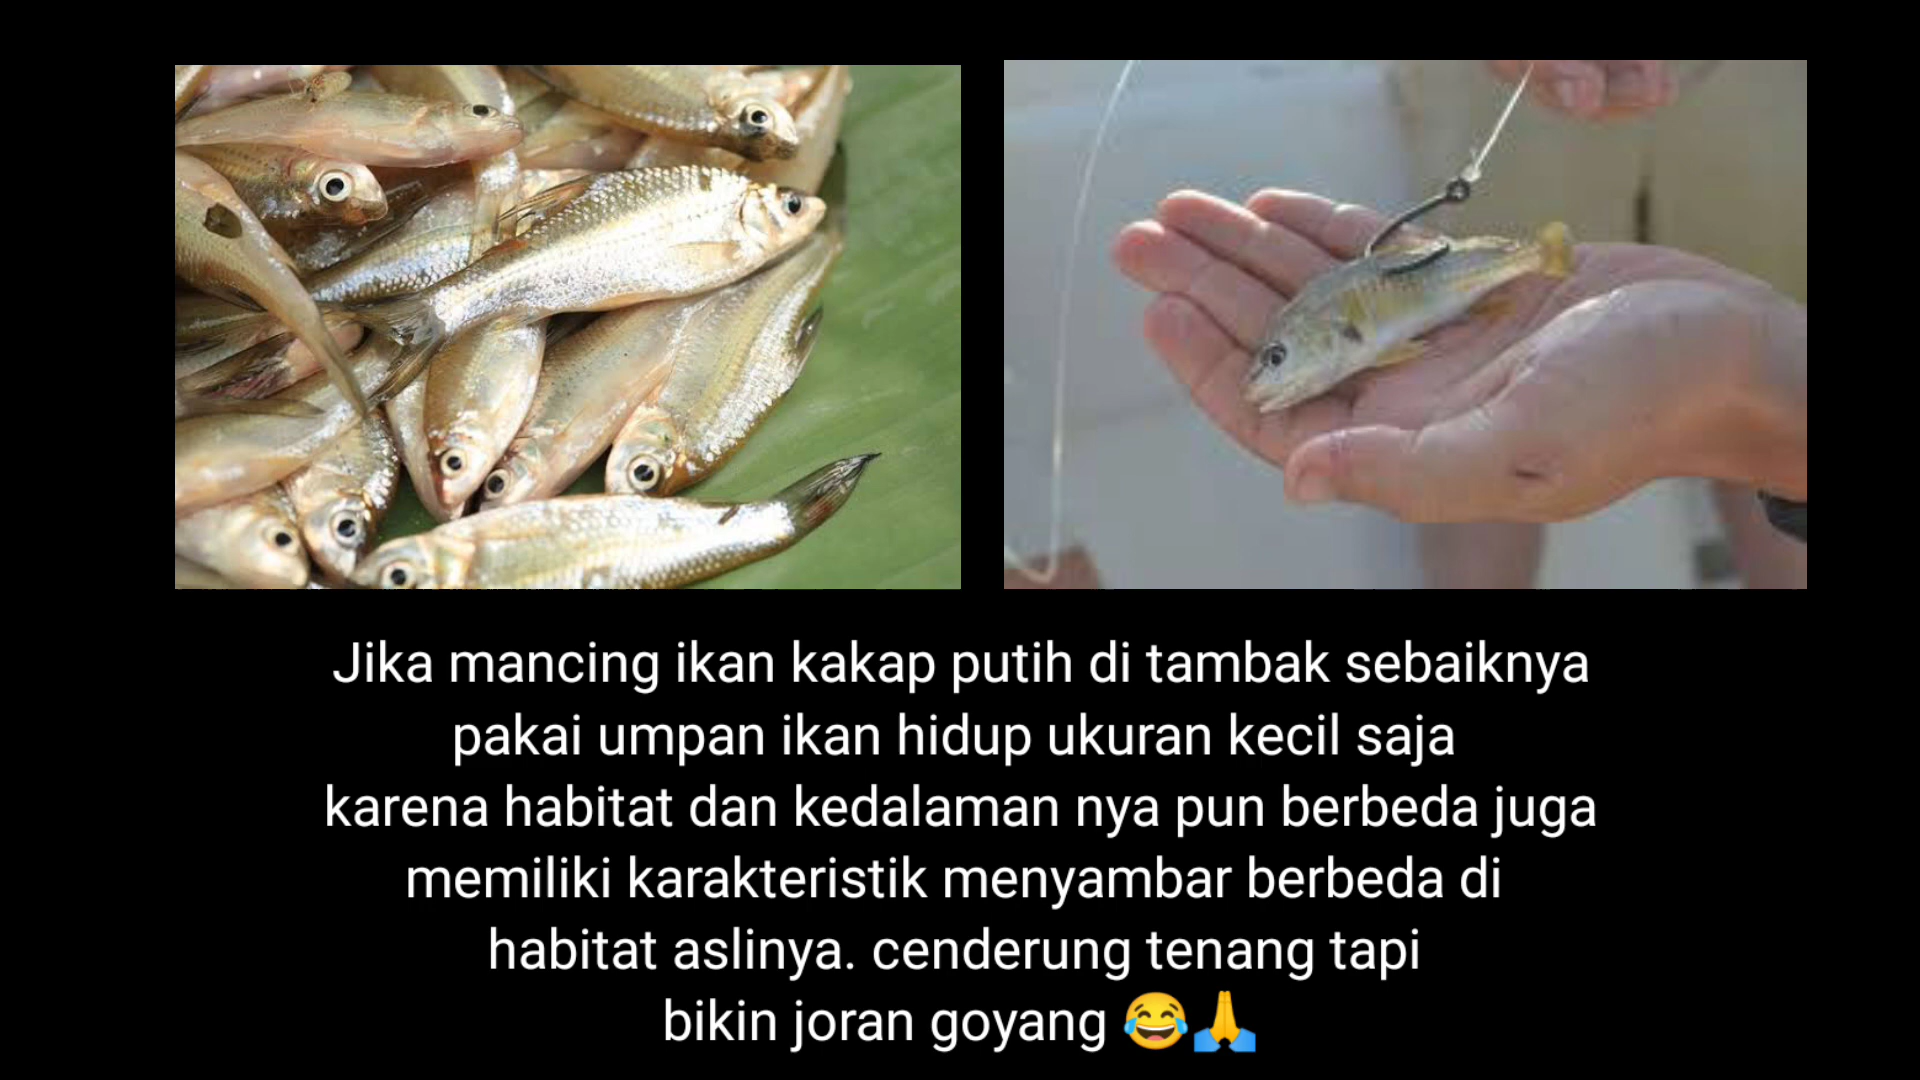 Jika mancing ikan kakap putih di tambak sebaiknya
pakai umpan ikan hidup ukuran kecil saja
karena habitat dan kedalaman nya pun berbeda juga
memiliki karakteristik menyambar berbeda di
habitat aslinya. cenderung tenang tapi
bikin joran goyang 😂🙏